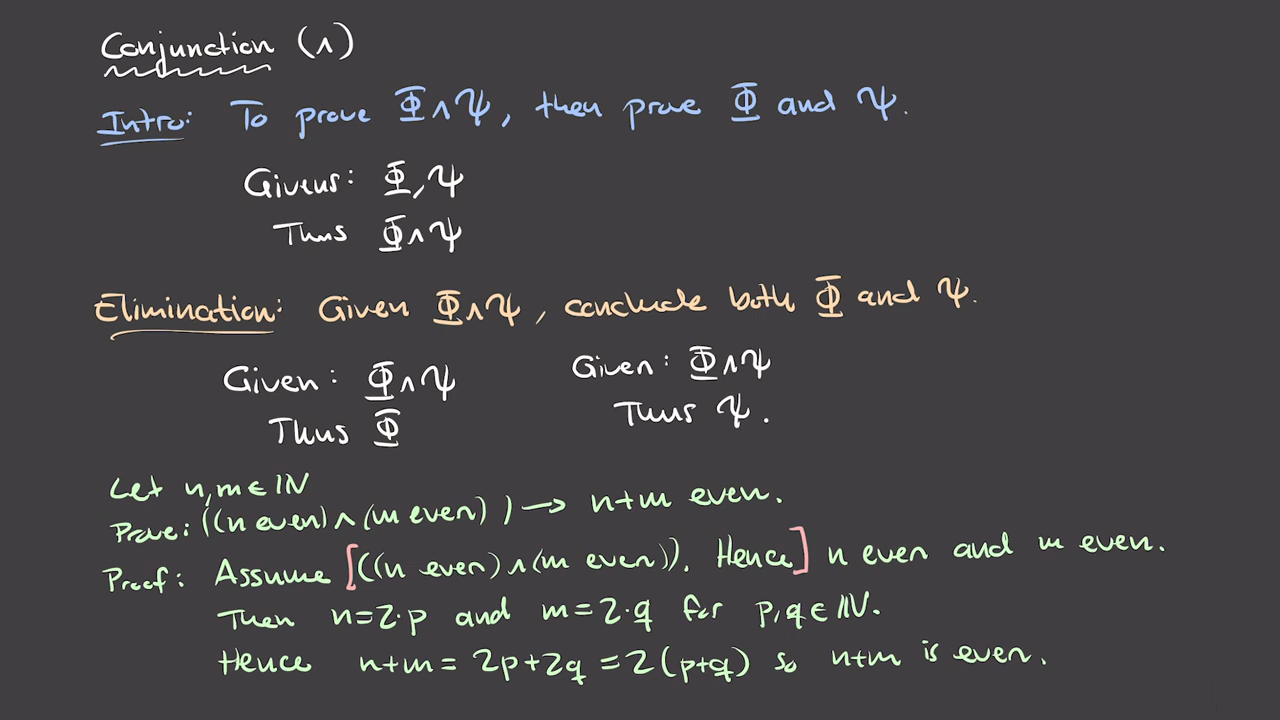 Conjunction (∧)
Intro: To prove Φ∧Ψ, then prove Φ and Ψ.
Givens: Φ, Ψ
Thus Φ∧Ψ
Elimination: Given Φ∧Ψ, conclude both Φ and Ψ.
Given: Φ∧Ψ
Thus Φ
Given: Φ∧Ψ
Thus Ψ.
Let n,m ∈ ℕ
Prove: ((n even) ∧ (m even)) → n+m even.
Proof: Assume [((n even) ∧ (m even)). Hence] n even and m even.
Then n=2·p and m=2·q for p,q ∈ ℕ.
Hence n+m = 2p+2q = 2(p+q) so n+m is even.